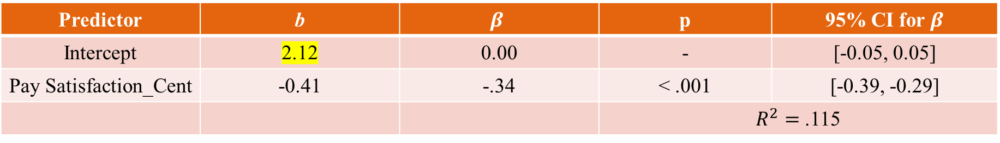 Predictor b β p 95% CI for β
Intercept 2.12 0.00 - [-0.05, 0.05]
Pay Satisfaction_Cent -0.41 -.34 < .001 [-0.39, -0.29]
R² = .115